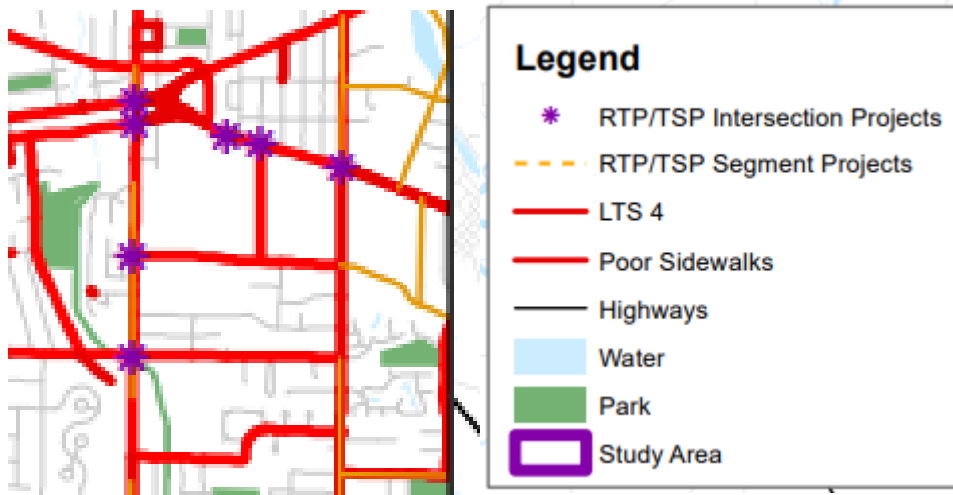 Legend
RTP/TSP Intersection Projects
RTP/TSP Segment Projects
LTS 4
Poor Sidewalks
Highways
Water
Park
Study Area